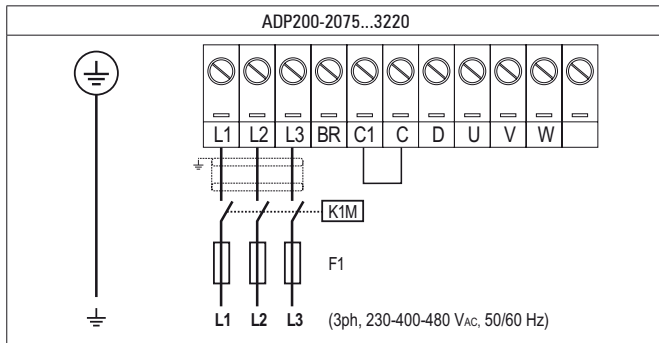 ADP200-2075...3220
L1 L2 L3 BR C1 C D U V W
K1M
F1
L1 L2 L3 (3ph, 230-400-480 VAC, 50/60 Hz)